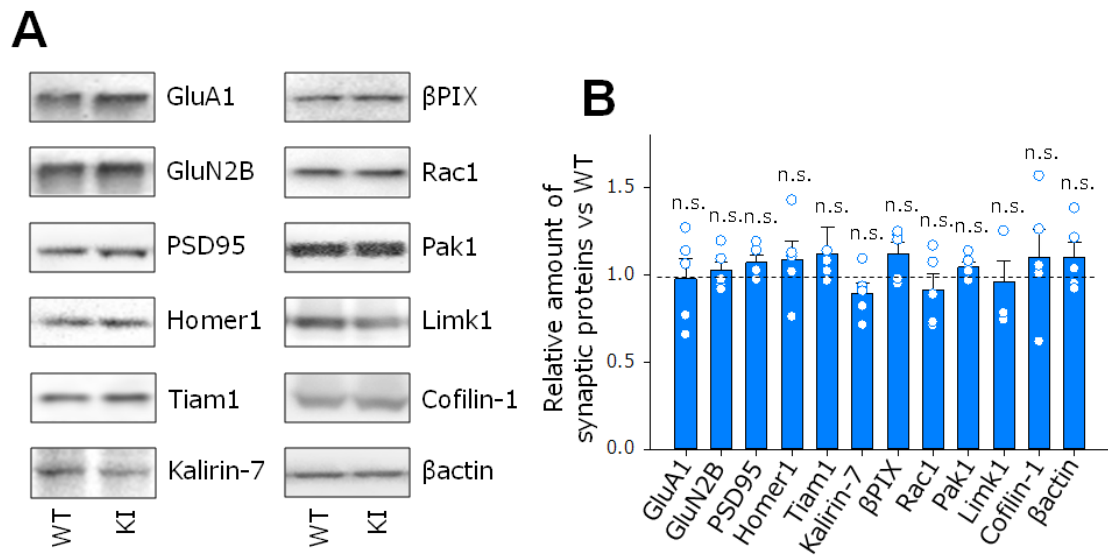 A
GluA1
GluN2B
PSD95
Homer1
Tiam1
Kalirin-7
WT
KI
βPIX
Rac1
Pak1
Limk1
Cofilin-1
βactin
WT
KI
B
Relative amount of
synaptic proteins vs WT
1.5
1.0
0.5
0.0
n.s.
n.s.
n.s.
n.s.
n.s.
n.s.
n.s.
n.s.
n.s.
n.s.
n.s.
n.s.
GluA1
GluN2B
PSD95
Homer1
Tiam1
Kalirin-7
βPIX
Rac1
Pak1
Limk1
Cofilin-1
βactin